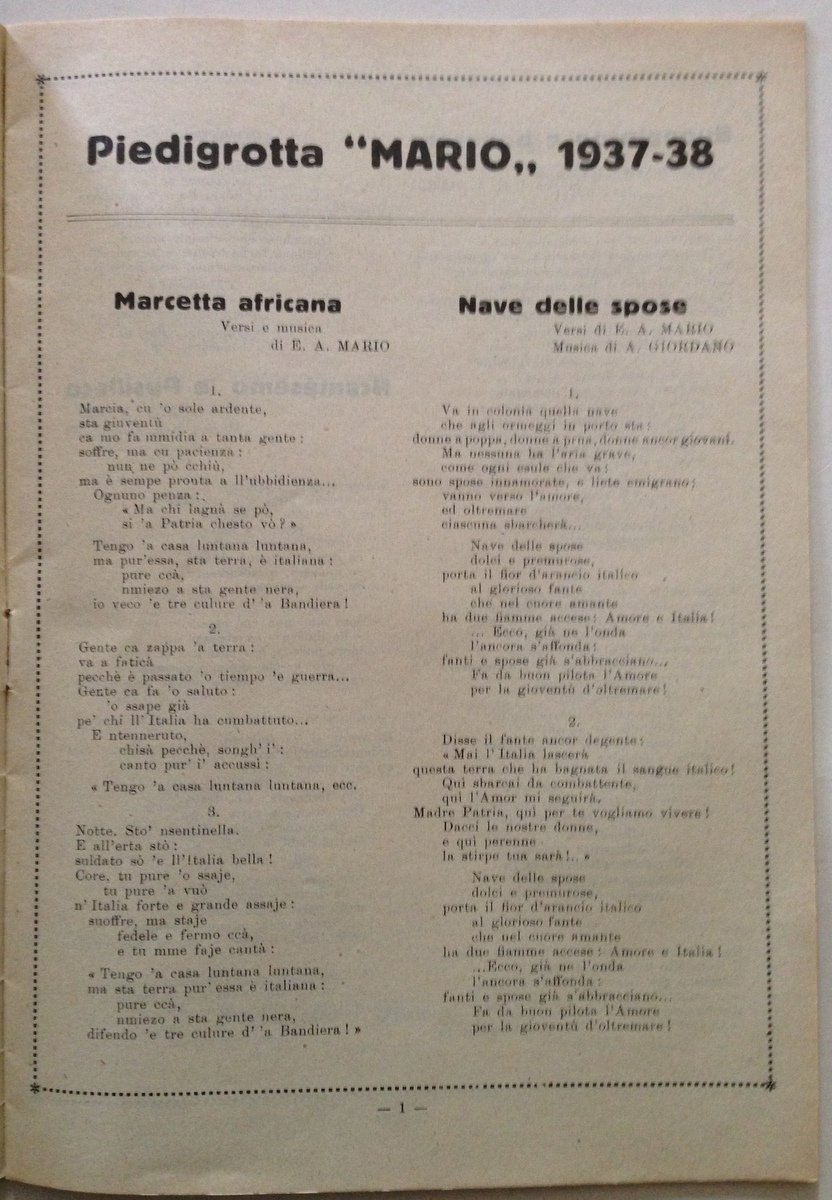 Piedigrotta “MARIO„ 1937-38
Marcetta africana
Versi e musica
di E. A. MARIO
1.
Marcia, cu 'o sole ardente,
sta giuventù
ca mo fa mmidia a tanta gente :
soffre, ma cu pacienza :
nun ne pò cchiù,
ma è sempe pronta a ll'ubbidienza...
Ognuno penza :
« Ma chi lagnà se pò,
si 'a Patria chesto vò ? »
Tengo 'a casa luntana luntana,
ma pur'essa, sta terra, è italiana :
pure ccà,
nmiezo a sta gente nera,
io veco 'e tre culure d' 'a Bandiera !
2.
Gente ca zappa 'a terra :
va a faticà
pecchè è passato 'o tiempo 'e guerra...
Gente ca fa 'o saluto :
'o ssape già
pe' chi ll'Italia ha cumbattuto...
E ntenneruto,
chisà pecchè, songh' i' :
canto pur' i' accussì :
« Tengo 'a casa luntana luntana, ecc.
3.
Notte. Sto' nsentinella.
E all'erta stò :
suldato sò 'e ll'Italia bella !
Core, tu pure 'o ssaje,
tu pure 'a vuò
n' Italia forte e grande assaje :
suoffre, ma staje
fedele e fermo ccà,
e tu mme faje cantà :
« Tengo 'a casa luntana luntana,
ma sta terra pur' essa è italiana :
pure ccà,
nmiezo a sta gente nera,
difendo 'e tre culure d' 'a Bandiera ! »
Nave delle spose
Versi di E. A. MARIO
Musica di A. GIORDANO
1.
Va in colonia quella nave
che agli ormeggi in porto sta :
donne a poppa, donne a prua, donne ancor giovani.
Ma nessuna ha l'aria grave,
come ogni esule che va :
sono spose innamorate, e liete emigrano ;
vanno verso l'amore,
ed oltremare
ciascuna sbarcherà...
Nave delle spose
dolci e premurose,
porta il fior d'arancio italico
al glorioso fante
che nel cuore amante
ha due fiamme accese : Amore e Italia !
... Ecco, già ne l'onda
l'ancora s'affonda :
fanti e spose già s'abbracciano...
Fa da buon pilota l'Amore
per la gioventù d'oltremare !
2.
Disse il fante ancor degente :
« Mai l' Italia lascerà
questa terra che ha bagnata il sangue italico !
Qui sbarcai da combattente,
qui l'Amor mi seguirà.
Madre Patria, qui per te vogliamo vivere !
Dacci le nostre donne,
e qui perenne
la stirpe tua sarà !.. »
Nave delle spose
dolci e premurose,
porta il fior d'arancio italico
al glorioso fante
che nel cuore amante
ha due fiamme accese : Amore e Italia !
...Ecco, già ne l'onda
l'ancora s'affonda :
fanti e spose già s'abbracciano...
Fa da buon pilota l'Amore
per la gioventù d'oltremare !
— 1 —